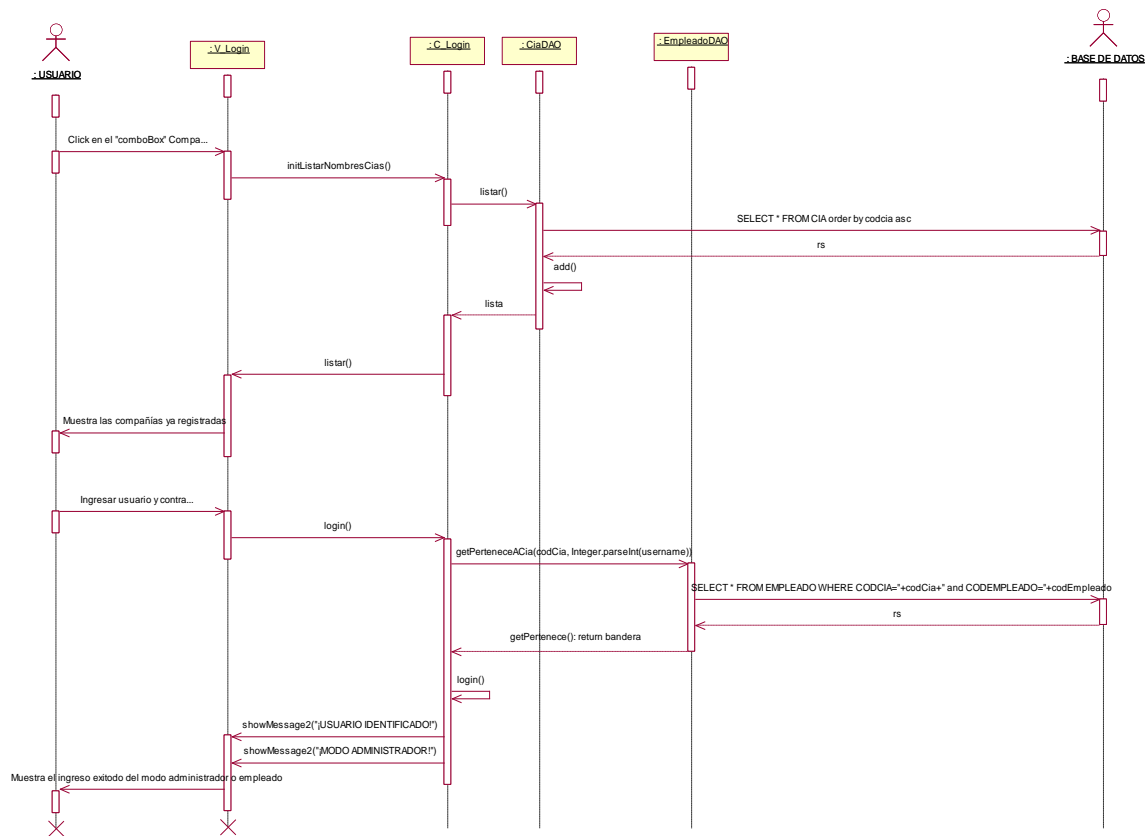 : USUARIO
: V_Login
: C_Login
: CiaDAO
: EmpleadoDAO
: BASE DE DATOS
Click en el "comboBox" Compa...
initListarNombresCias()
listar()
SELECT * FROM CIA order by codcia asc
rs
add()
lista
listar()
Muestra las compañías ya registradas
Ingresar usuario y contra...
login()
getPerteneceACia(codCia, Integer.parseInt(username))
SELECT * FROM EMPLEADO WHERE CODCIA="+codCia+" and CODEMPLEADO="+codEmpleado
rs
getPertenece(): return bandera
login()
showMessage2("¡USUARIO IDENTIFICADO!")
showMessage2("¡MODO ADMINISTRADOR!")
Muestra el ingreso exitodo del modo administrador o empleado